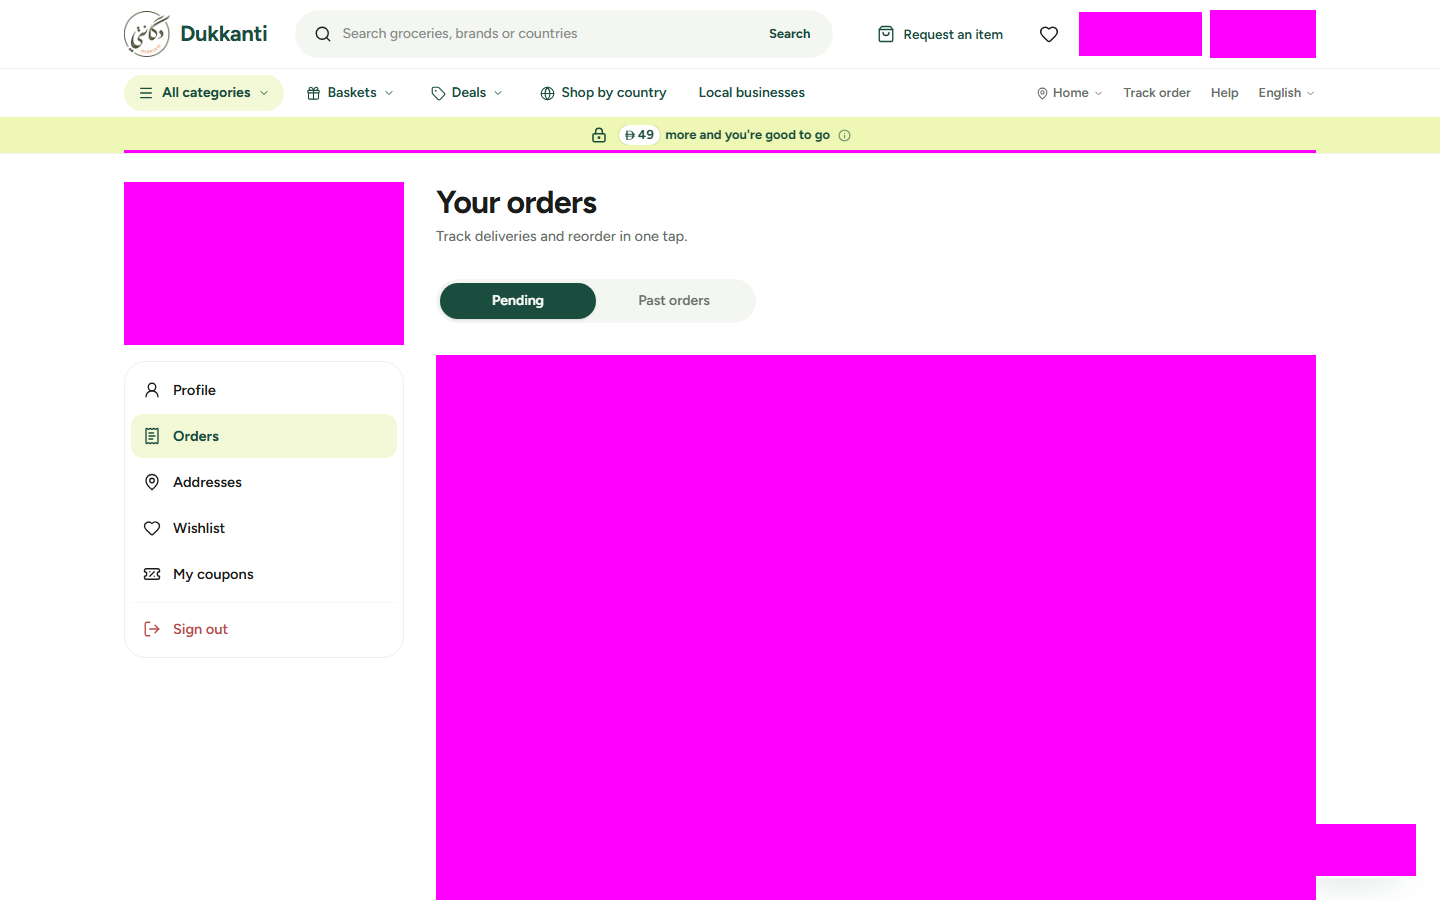 دكانتي
Dukkanti
Search groceries, brands or countries
Search
Request an item
All categories
Baskets
Deals
Shop by country
Local businesses
Home
Track order
Help
English
49
more and you're good to go
Your orders
Track deliveries and reorder in one tap.
Pending
Past orders
Profile
Orders
Addresses
Wishlist
My coupons
Sign out